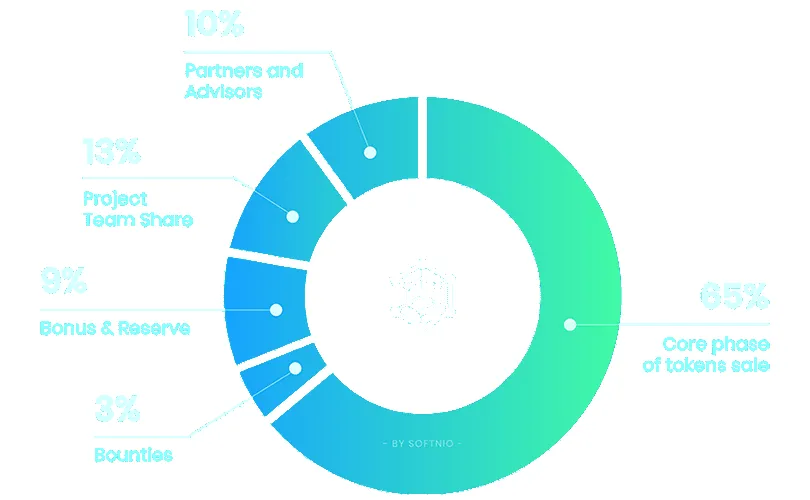 10%
Partners and
Advisors
13%
Project
Team Share
9%
Bonus & Reserve
3%
Bounties
65%
Core phase
of tokens sale
- BY SOFTNIO -